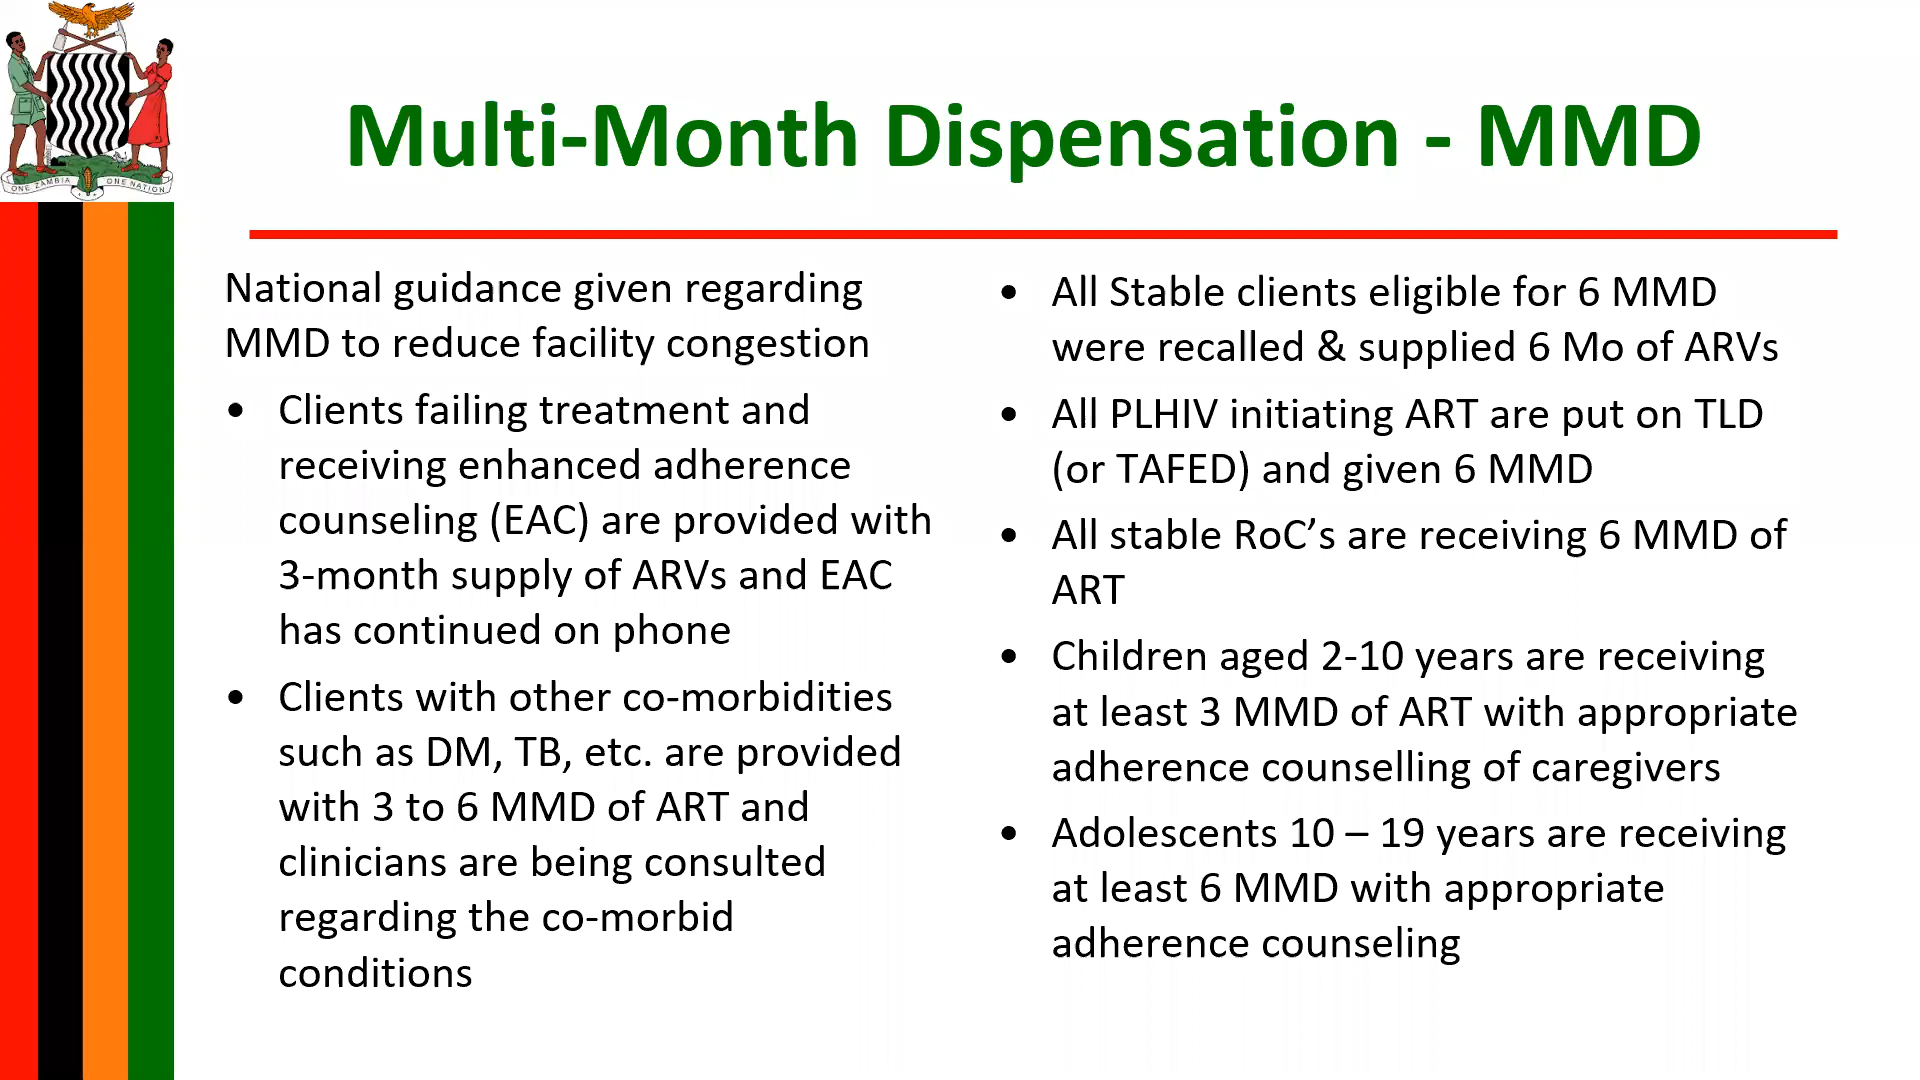 ONE ZAMBIA ONE NATION
Multi-Month Dispensation - MMD
National guidance given regarding
MMD to reduce facility congestion
• Clients failing treatment and
receiving enhanced adherence
counseling (EAC) are provided with
3-month supply of ARVs and EAC
has continued on phone
• Clients with other co-morbidities
such as DM, TB, etc. are provided
with 3 to 6 MMD of ART and
clinicians are being consulted
regarding the co-morbid
conditions
• All Stable clients eligible for 6 MMD
were recalled & supplied 6 Mo of ARVs
• All PLHIV initiating ART are put on TLD
(or TAFED) and given 6 MMD
• All stable RoC’s are receiving 6 MMD of
ART
• Children aged 2-10 years are receiving
at least 3 MMD of ART with appropriate
adherence counselling of caregivers
• Adolescents 10 – 19 years are receiving
at least 6 MMD with appropriate
adherence counseling